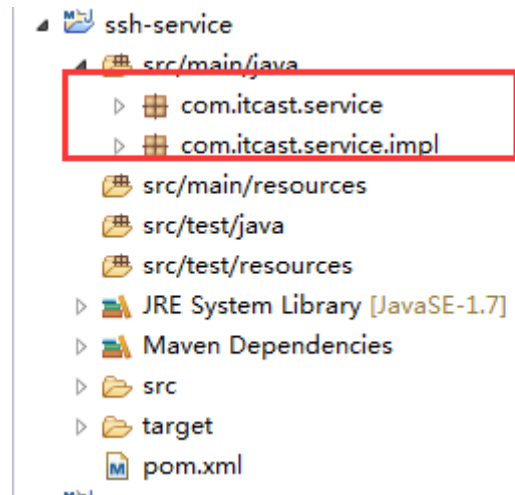 ssh-service
src/main/java
com.itcast.service
com.itcast.service.impl
src/main/resources
src/test/java
src/test/resources
JRE System Library [JavaSE-1.7]
Maven Dependencies
src
target
pom.xml